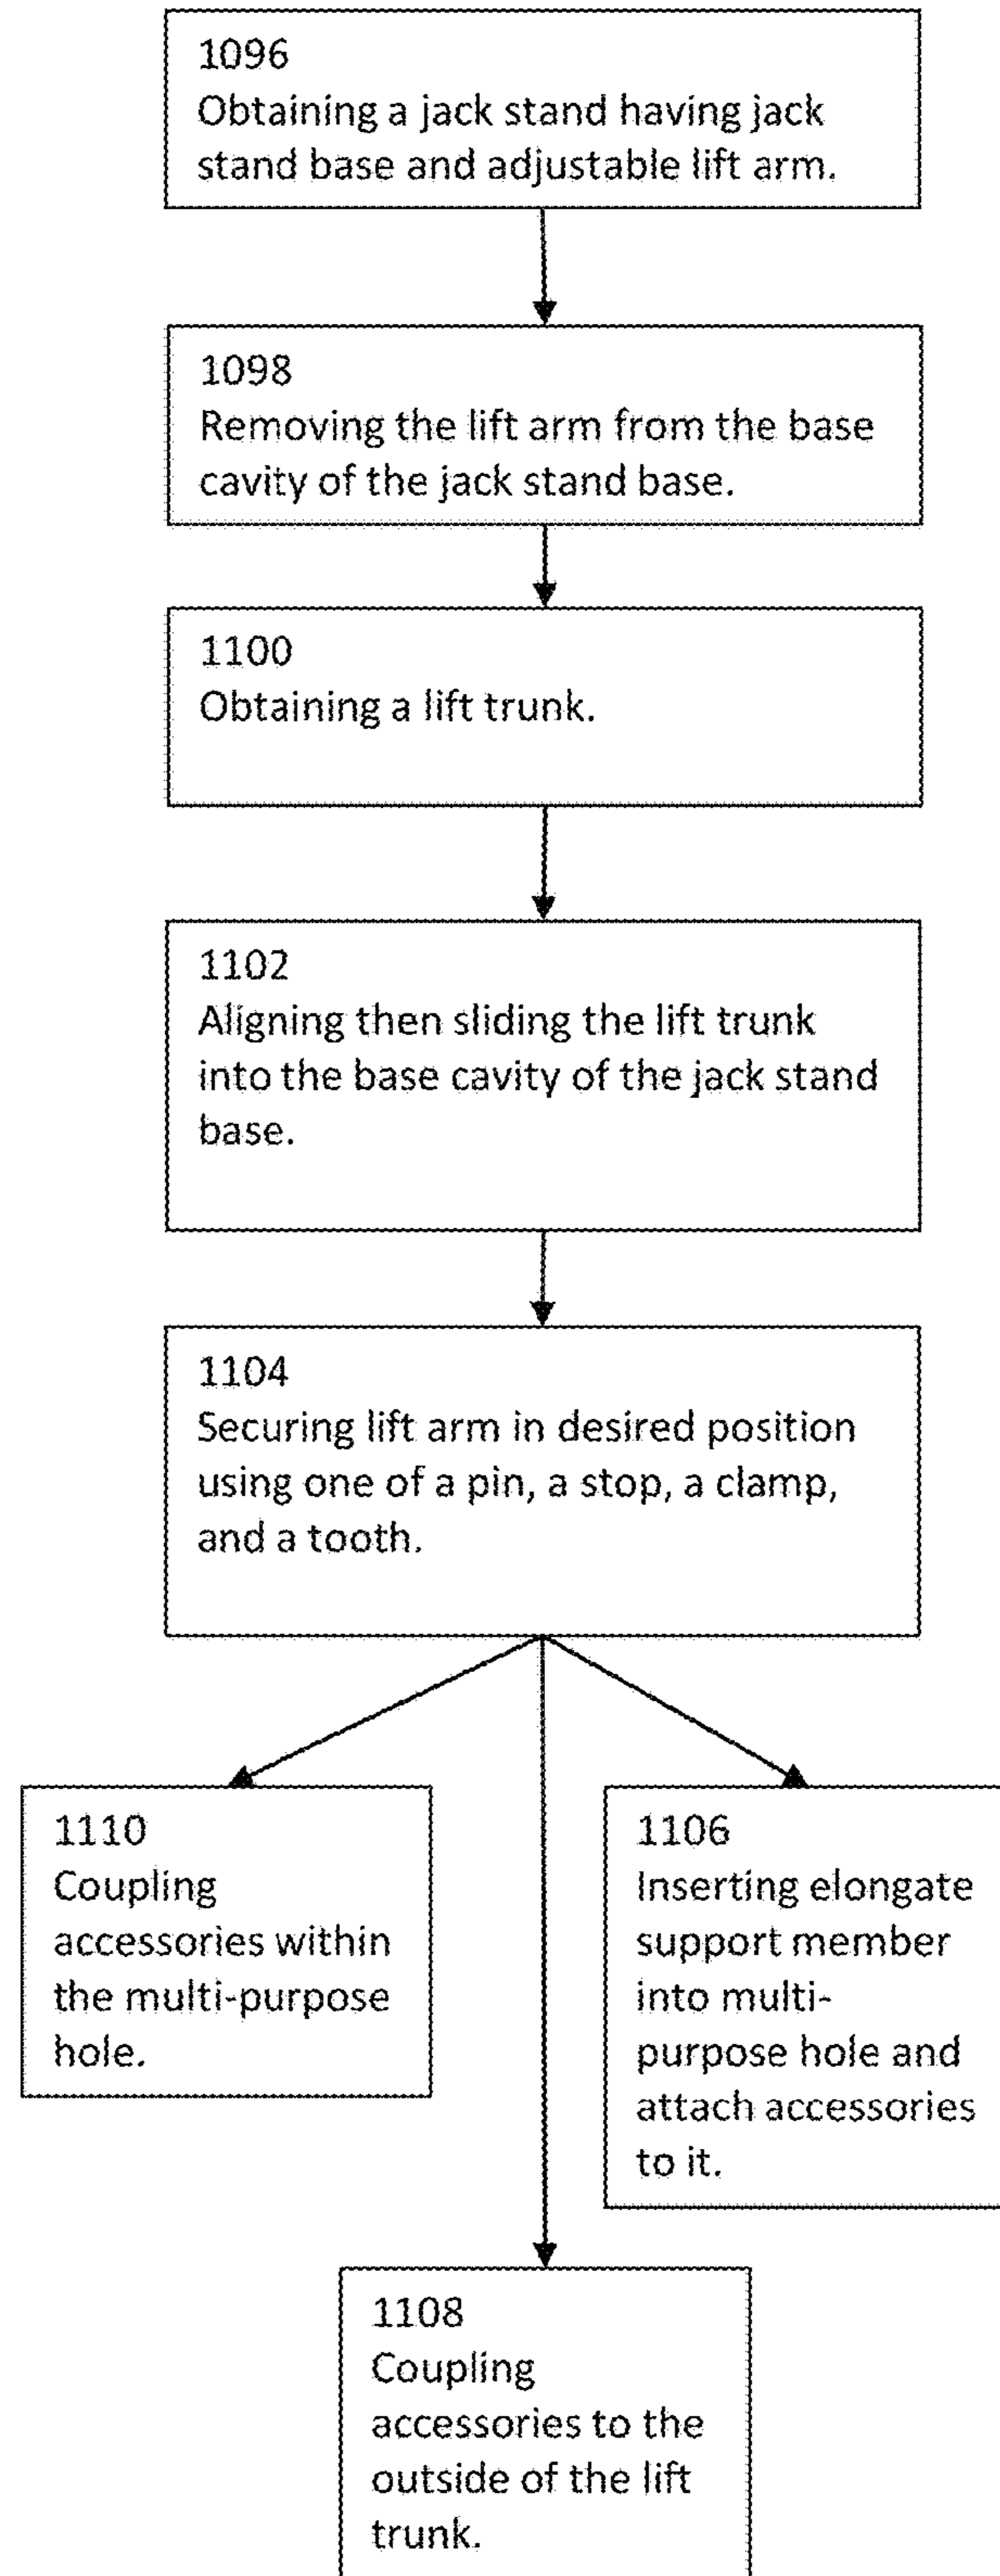 1096
Obtaining a jack stand having jack
stand base and adjustable lift arm.
1098
Removing the lift arm from the base
cavity of the jack stand base.
1100
Obtaining a lift trunk.
1102
Aligning then sliding the lift trunk
into the base cavity of the jack stand
base.
1104
Securing lift arm in desired position
using one of a pin, a stop, a clamp,
and a tooth.
1110
Coupling
accessories within
the multi-purpose
hole.
1106
Inserting elongate
support member
into multi-
purpose hole and
attach accessories
to it.
1108
Coupling
accessories to the
outside of the lift
trunk.